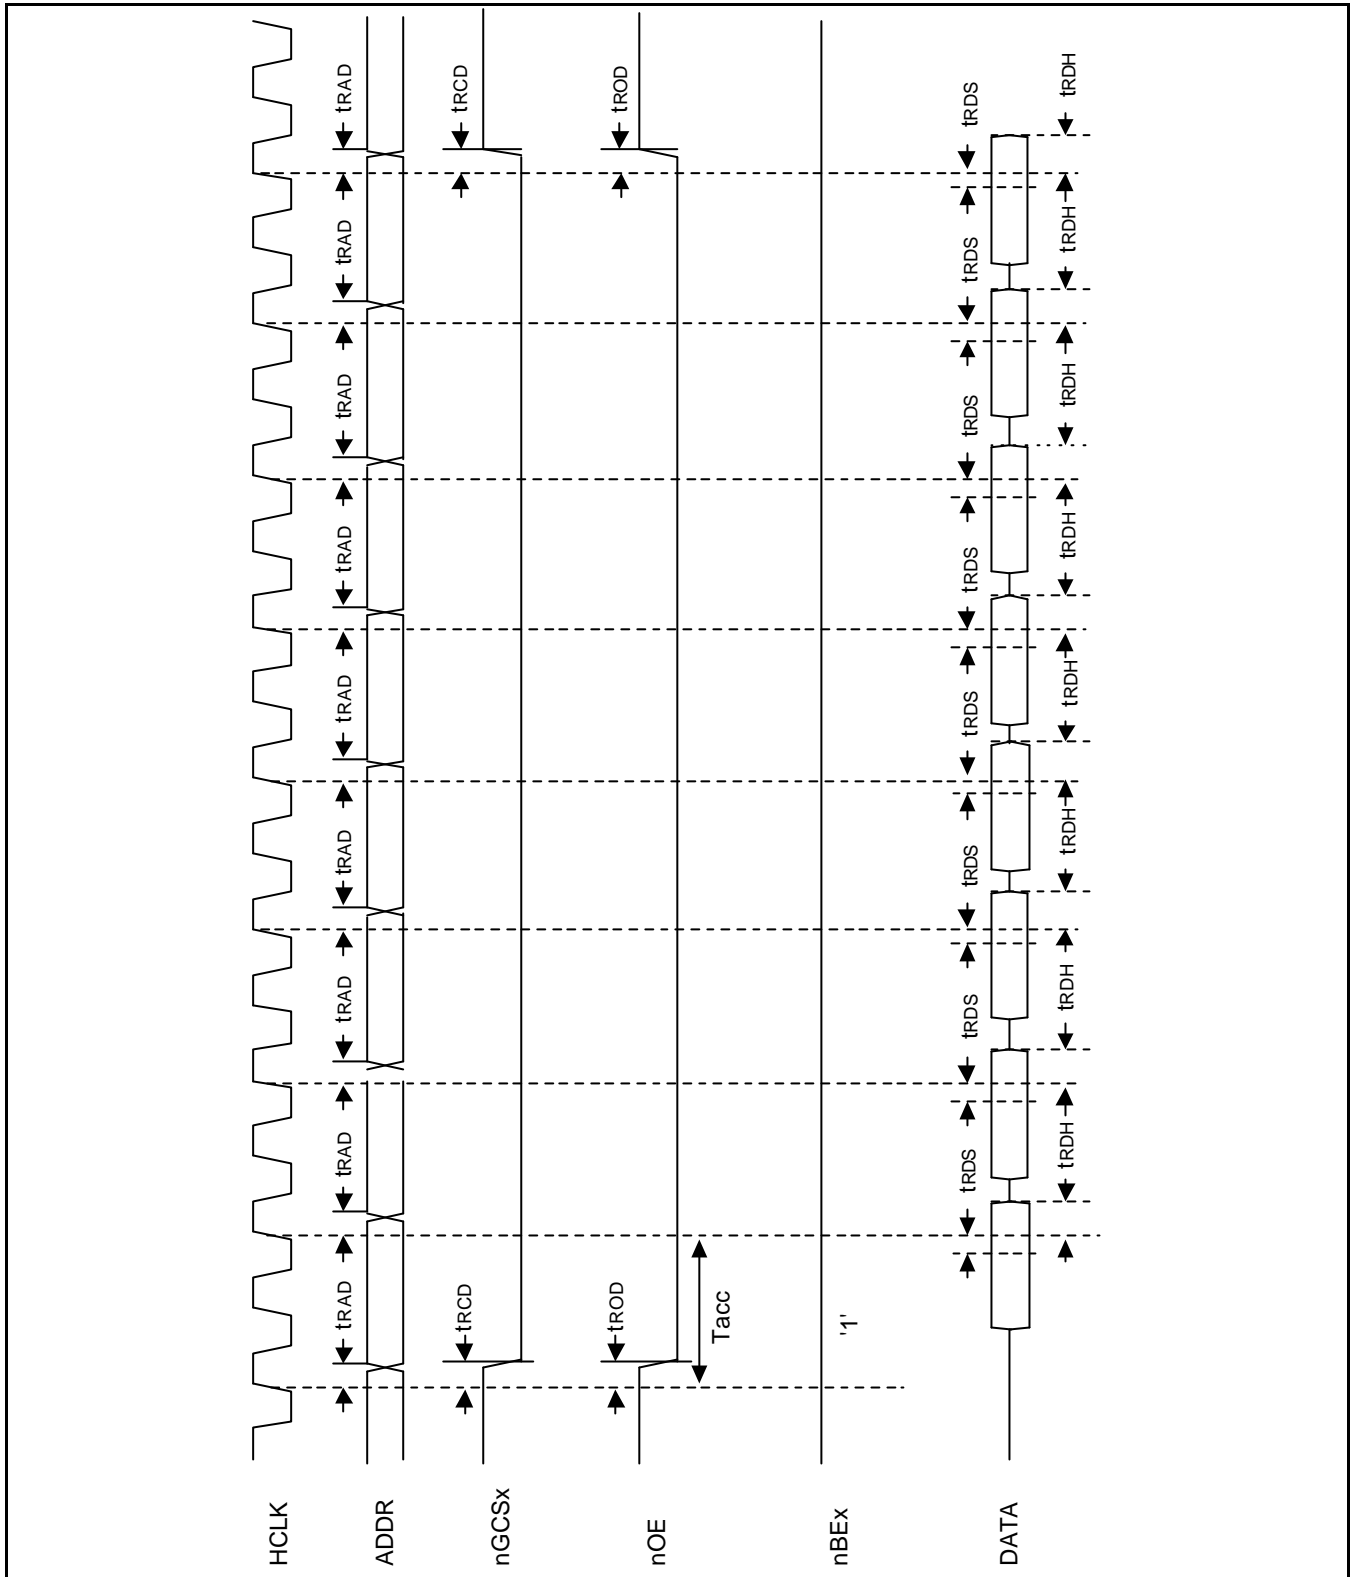 HCLK
ADDR tRAD tRAD tRAD tRAD tRAD tRAD tRAD tRAD tRAD
nGCSx tRCD tRCD
nOE tROD tROD
Tacc
nBEx '1'
DATA tRDS tRDS tRDS tRDS tRDS tRDS tRDS tRDS
tRDH tRDH tRDH tRDH tRDH tRDH tRDH tRDH